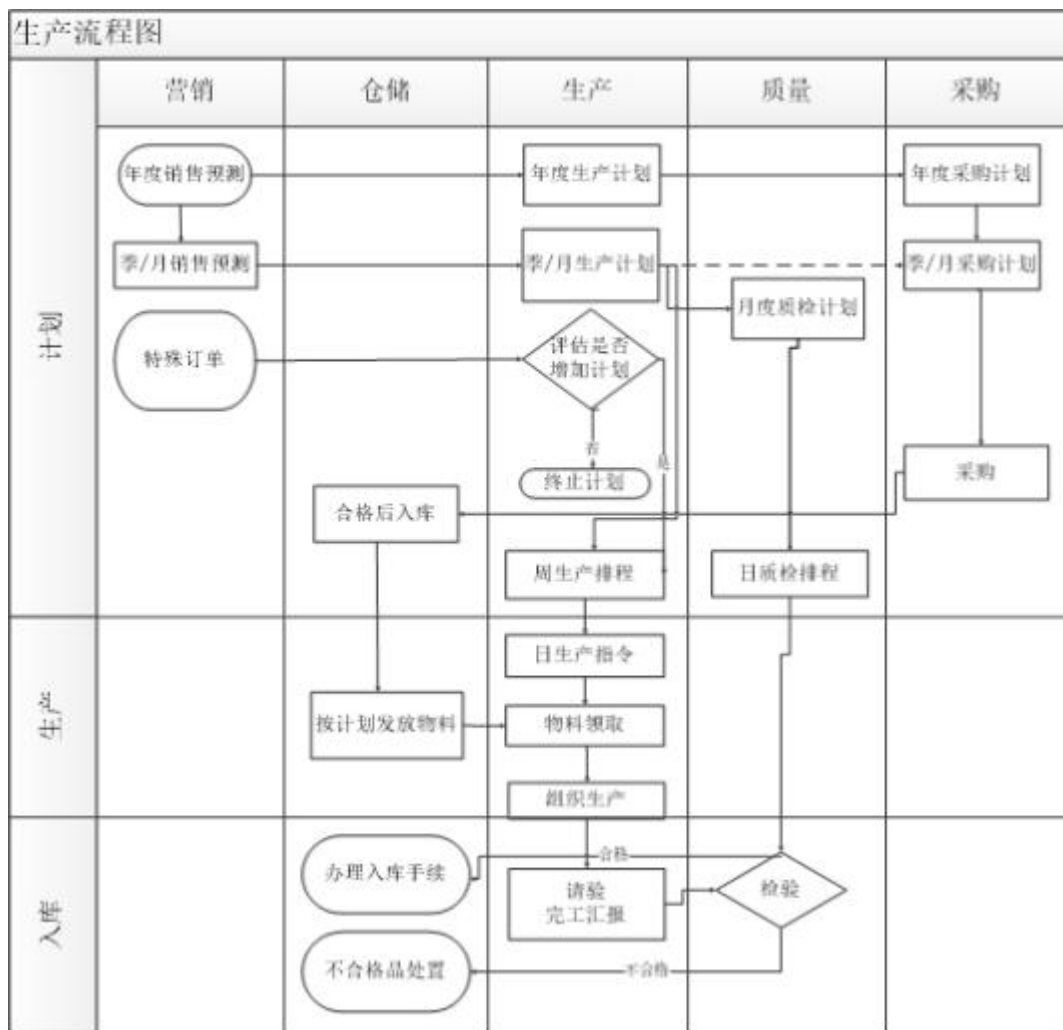 生产流程图
营销
仓储
生产
质量
采购
计划
年度销售预测
年度生产计划
年度采购计划
季/月销售预测
季/月生产计划
季/月采购计划
月度质检计划
特殊订单
评估是否
增加计划
否
是
终止计划
采购
合格后入库
周生产排程
日质检排程
生产
日生产指令
按计划发放物料
物料领取
组织生产
入库
办理入库手续
合格
请验
完工汇报
检验
不合格品处置
不合格